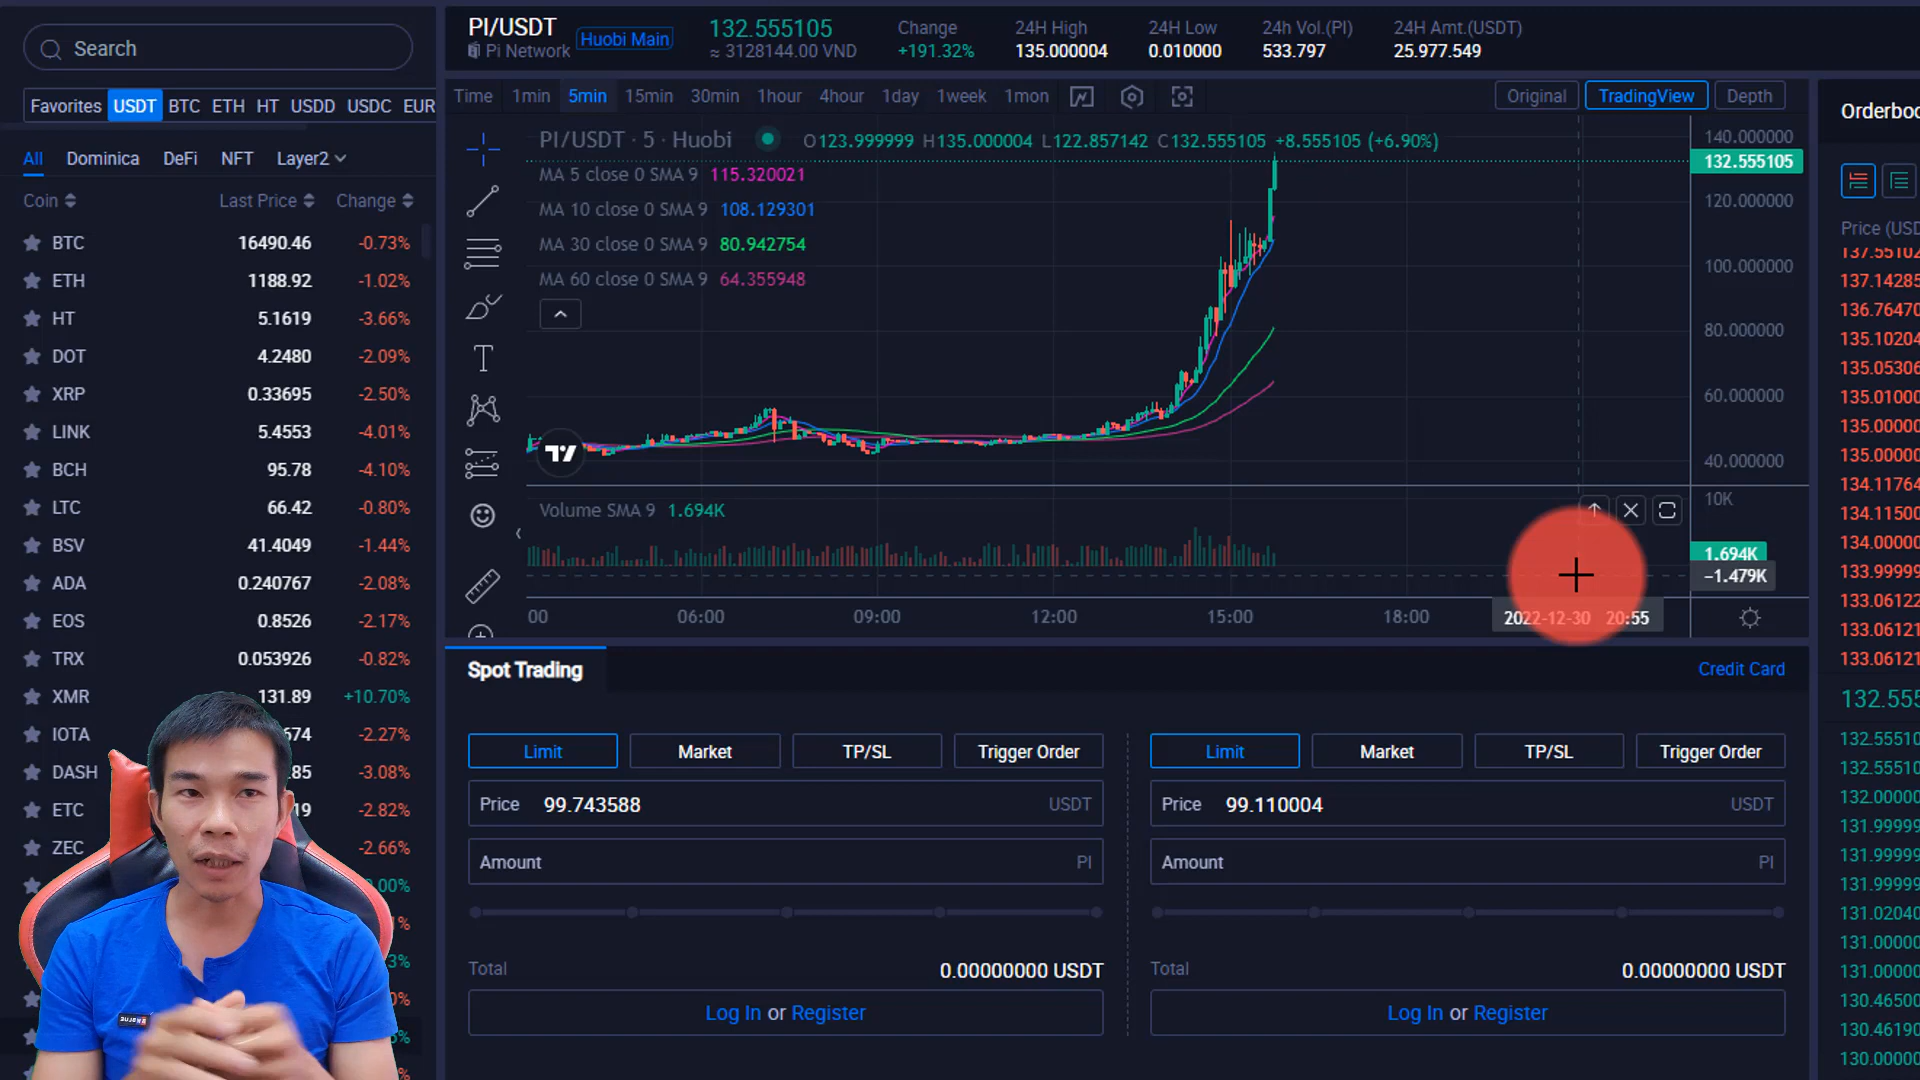 Search
Favorites USDT BTC ETH HT USDD USDC EUR
All Dominica DeFi NFT Layer2
Coin Last Price Change
BTC 16490.46 -0.73%
ETH 1188.92 -1.02%
HT 5.1619 -3.66%
DOT 4.2480 -2.09%
XRP 0.33695 -2.50%
LINK 5.4553 -4.01%
BCH 95.78 -4.10%
LTC 66.42 -0.80%
BSV 41.4049 -1.44%
ADA 0.240767 -2.08%
EOS 0.8526 -2.17%
TRX 0.053926 -0.82%
XMR 131.89 +10.70%
IOTA 674 -2.27%
DASH 85 -3.08%
ETC 19 -2.82%
ZEC -2.66%
PI/USDT Huobi Main
Pi Network
132.555105
≈ 3128144.00 VND
Change
+191.32%
24H High
135.000004
24H Low
0.010000
24h Vol.(PI)
533.797
24H Amt.(USDT)
25.977.549
Time 1min 5min 15min 30min 1hour 4hour 1day 1week 1mon
Original TradingView Depth
PI/USDT · 5 · Huobi O123.999999 H135.000004 L122.857142 C132.555105 +8.555105 (+6.90%)
MA 5 close 0 SMA 9 115.320021
MA 10 close 0 SMA 9 108.129301
MA 30 close 0 SMA 9 80.942754
MA 60 close 0 SMA 9 64.355948
140.000000
132.555105
120.000000
100.000000
80.000000
60.000000
40.000000
Volume SMA 9 1.694K
10K
1.694K
−1.479K
00 06:00 09:00 12:00 15:00 18:00 2022-12-30 20:55
Spot Trading
Credit Card
Limit Market TP/SL Trigger Order
Price 99.743588 USDT
Amount PI
Total 0.00000000 USDT
Log In or Register
Limit Market TP/SL Trigger Order
Price 99.110004 USDT
Amount PI
Total 0.00000000 USDT
Log In or Register
Orderboo
Price (USD
137.55102
137.14285
136.76470
135.10204
135.05306
135.01000
135.00000
135.00000
134.11764
134.11500
134.00000
133.99999
133.06122
133.06121
133.06121
132.555
132.55510
132.55510
132.00000
131.99999
131.99999
131.99999
131.02040
131.00000
131.00000
130.46500
130.46190
130.00000